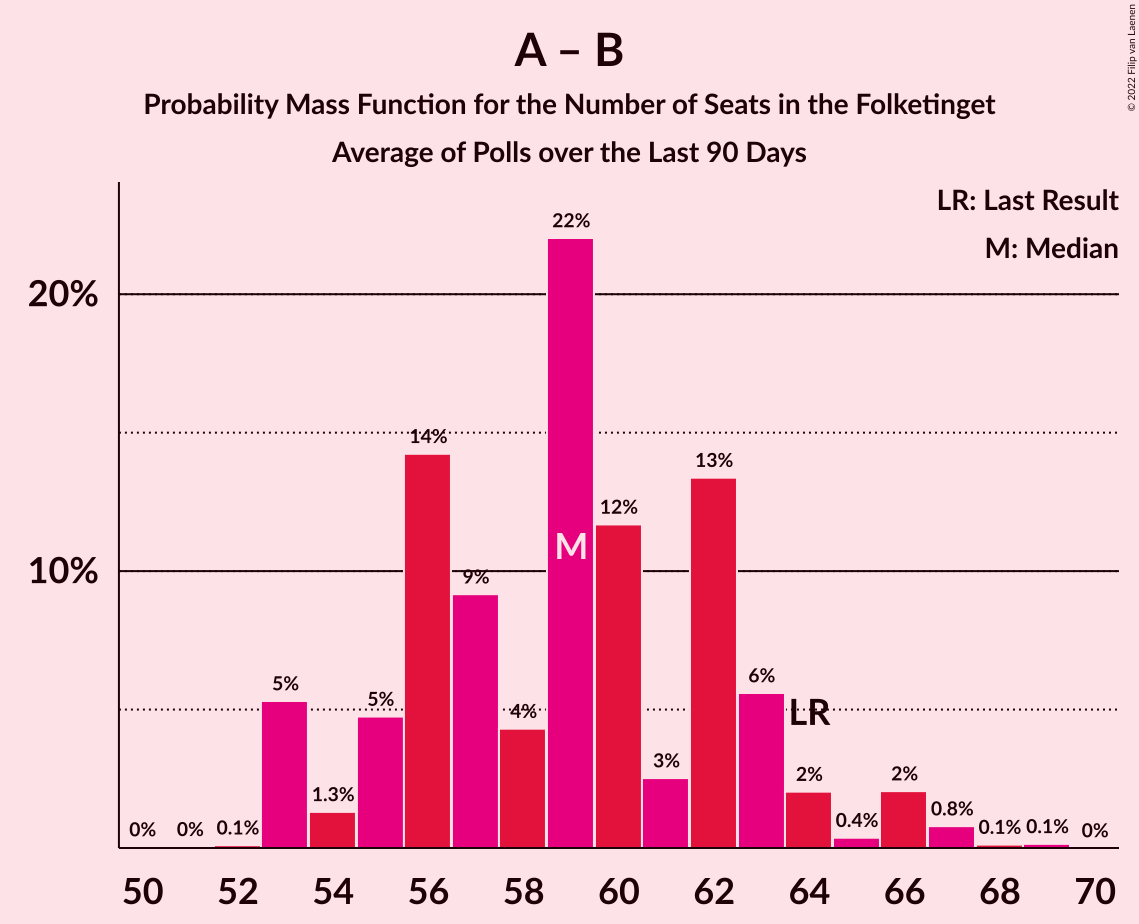 A – B
Probability Mass Function for the Number of Seats in the Folketinget
Average of Polls over the Last 90 Days
© 2022 Filip van Laenen
LR: Last Result
M: Median
20%
10%
0% 0% 0.1% 5% 1.3% 5% 14% 9% 4% 22% 12% 3% 13% 6% 2% 0.4% 2% 0.8% 0.1% 0.1% 0%
M
LR
50 52 54 56 58 60 62 64 66 68 70